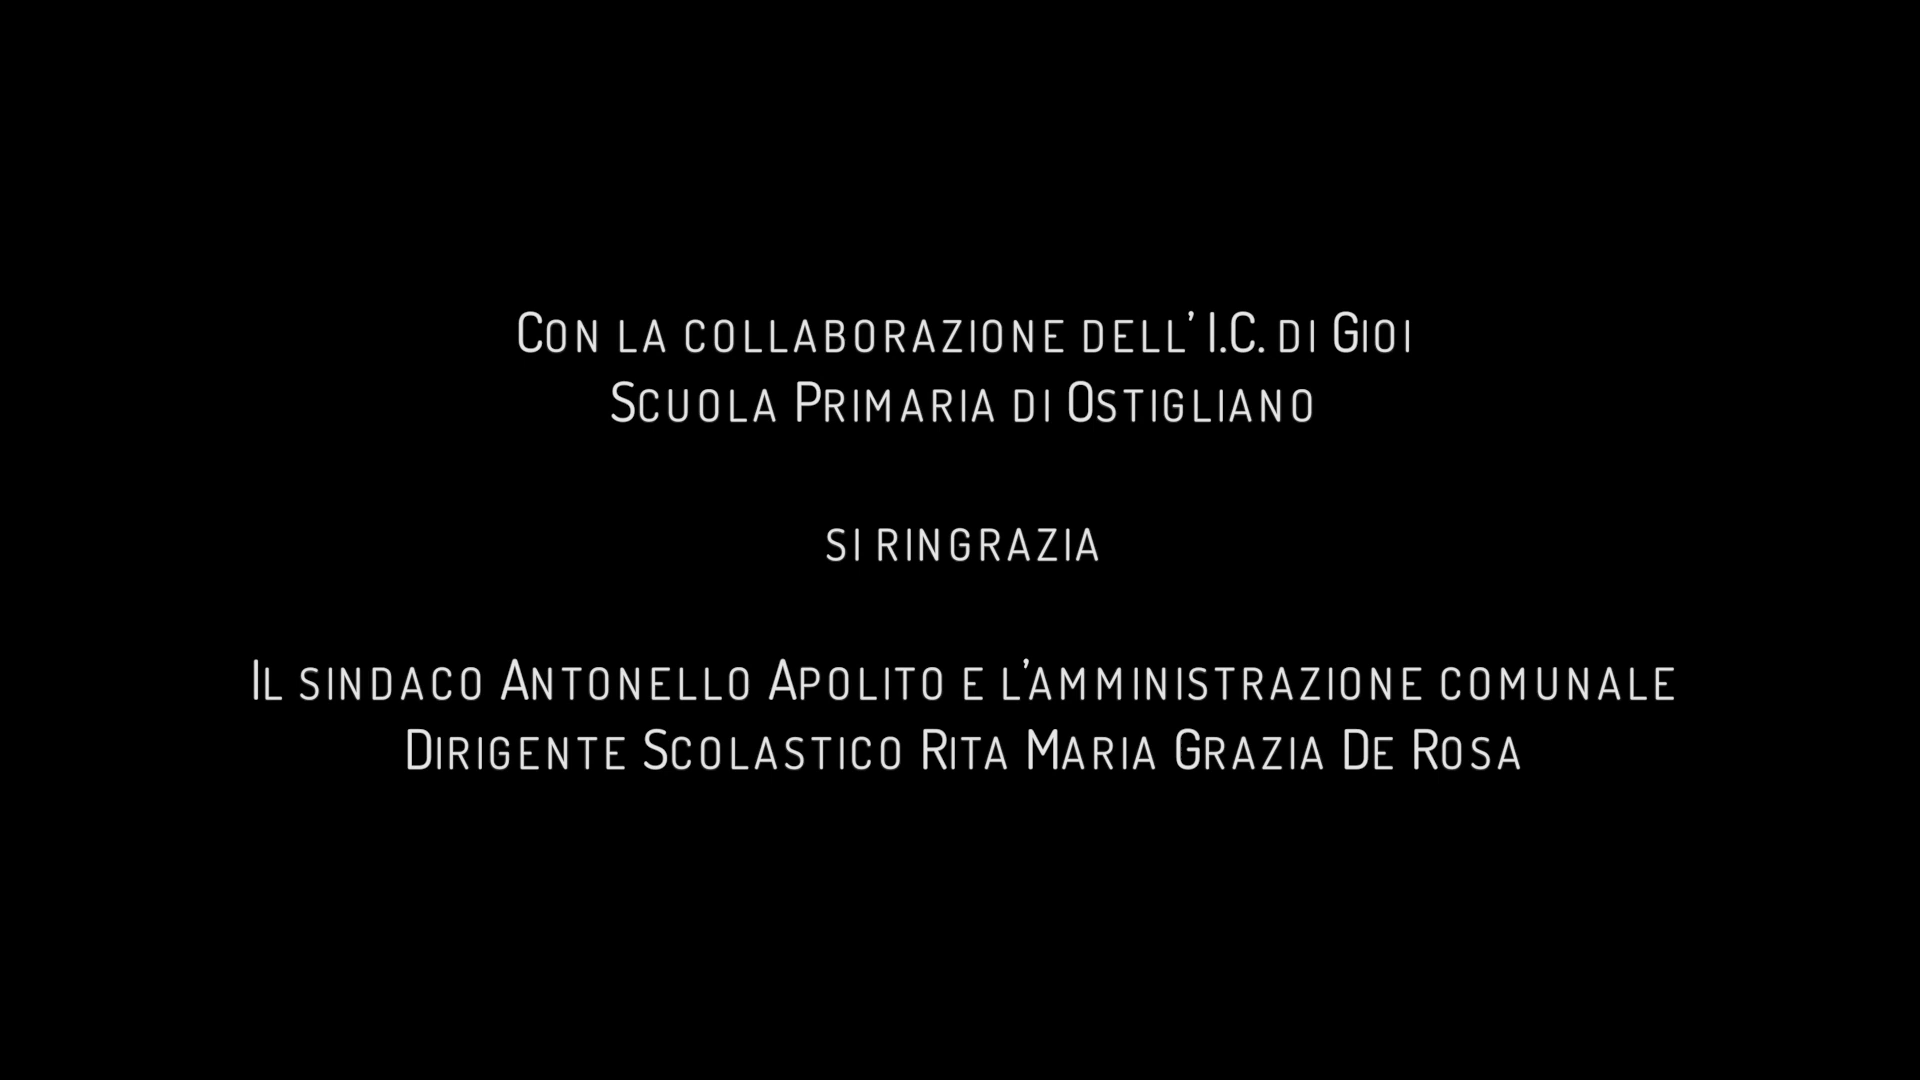 Con la collaborazione dell' I.C. di Gioi
Scuola Primaria di Ostigliano
si ringrazia
Il sindaco Antonello Apolito e l'amministrazione comunale
Dirigente Scolastico Rita Maria Grazia De Rosa